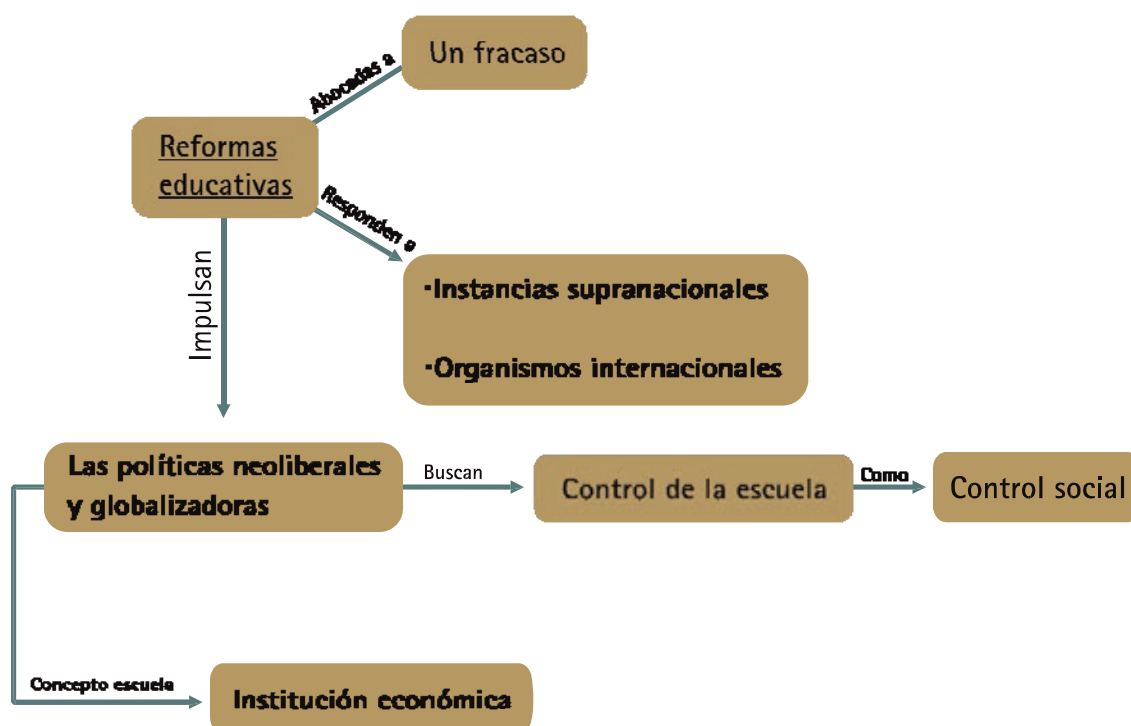 Un fracaso
Abocadas a
Reformas
educativas
Responden a
·Instancias supranacionales
·Organismos internacionales
Impulsan
Las políticas neoliberales
y globalizadoras
Buscan
Control de la escuela
Como
Control social
Concepto escuela
Institución económica